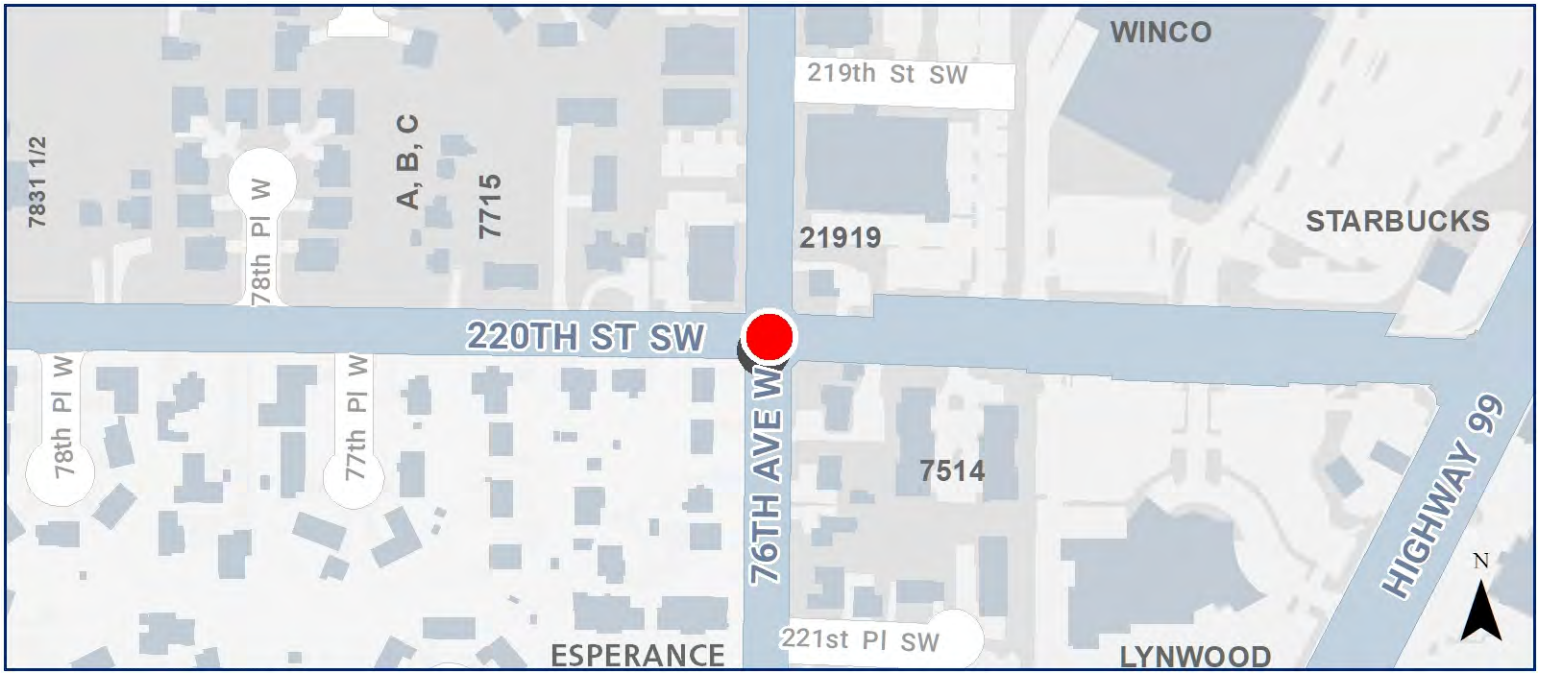 WINCO
219th St SW
7831 1/2
A, B, C
7715
78th Pl W
21919
STARBUCKS
220TH ST SW
78th Pl W
77th Pl W
76TH AVE W
7514
HIGHWAY 99
N
221st Pl SW
ESPERANCE
LYNWOOD